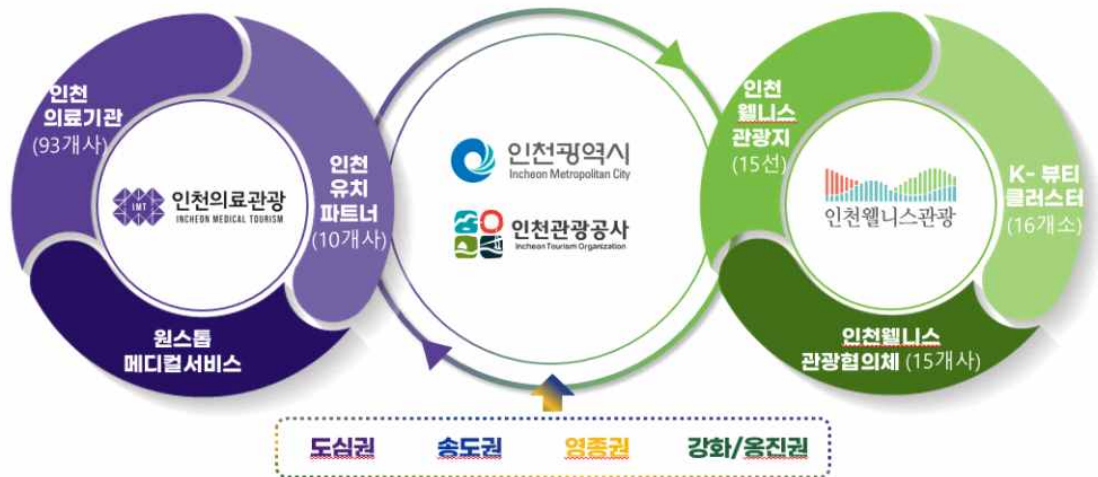 인천
의료기관
(93개사)
인천
유치
파트너
(10개사)
IMT
인천의료관광
INCHEON MEDICAL TOURISM
원스톱
메디컬서비스
인천광역시
Incheon Metropolitan City
인천관광공사
Incheon Tourism Organization
인천
웰니스
관광지
(15선)
K- 뷰티
클러스터
(16개소)
인천웰니스관광
인천웰니스
관광협의체 (15개사)
도심권 송도권 영종권 강화/옹진권